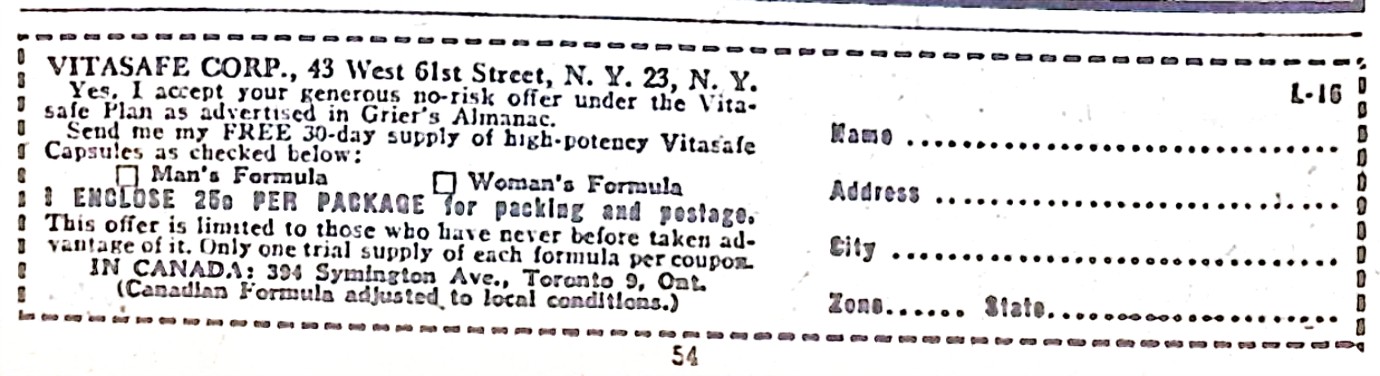 VITASAFE CORP., 43 West 61st Street, N. Y. 23, N. Y.
Yes, I accept your generous no-risk offer under the Vita-
safe Plan as advertised in Grier's Almanac.
Send me my FREE 30-day supply of high-potency Vitasafe
Capsules as checked below:
☐ Man's Formula ☐ Woman's Formula
I ENCLOSE 25c PER PACKAGE for packing and postage.
This offer is limited to those who have never before taken ad-
vantage of it. Only one trial supply of each formula per coupon.
IN CANADA: 394 Symington Ave., Toronto 9, Ont.
(Canadian Formula adjusted to local conditions.)
L-16
Name ................................
Address ..............................
City .................................
Zone...... State......................
54